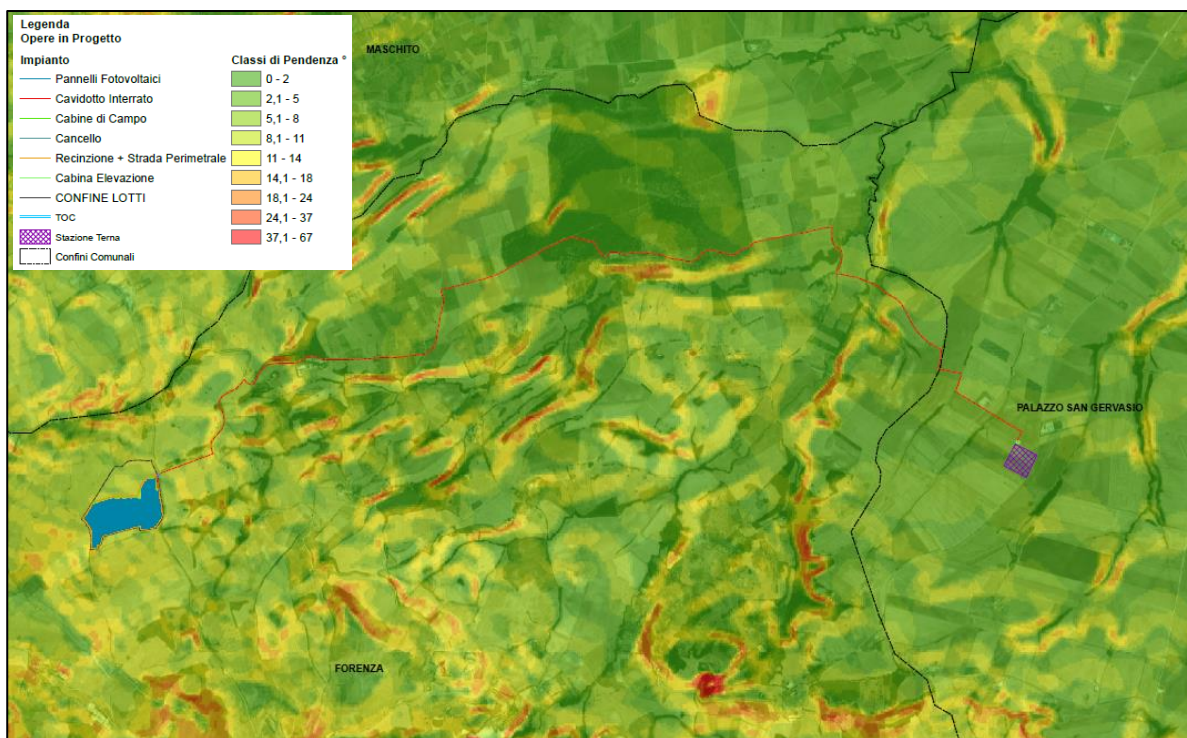 Legenda
Opere in Progetto
Impianto
Pannelli Fotovoltaici
Cavidotto Interrato
Cabine di Campo
Cancello
Recinzione + Strada Perimetrale
Cabina Elevazione
CONFINE LOTTI
TOC
Stazione Terna
Confini Comunali
Classi di Pendenza °
0 - 2
2,1 - 5
5,1 - 8
8,1 - 11
11 - 14
14,1 - 18
18,1 - 24
24,1 - 37
37,1 - 67
MASCHITO
PALAZZO SAN GERVASIO
FORENZA